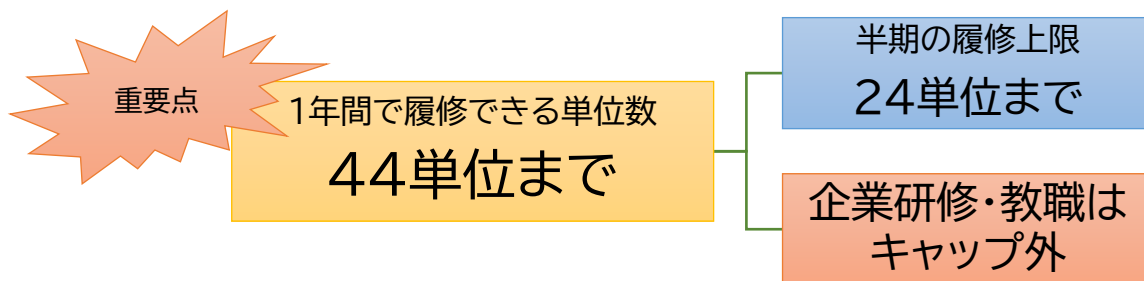 重要点
1年間で履修できる単位数
44単位まで
半期の履修上限
24単位まで
企業研修・教職は
キャップ外